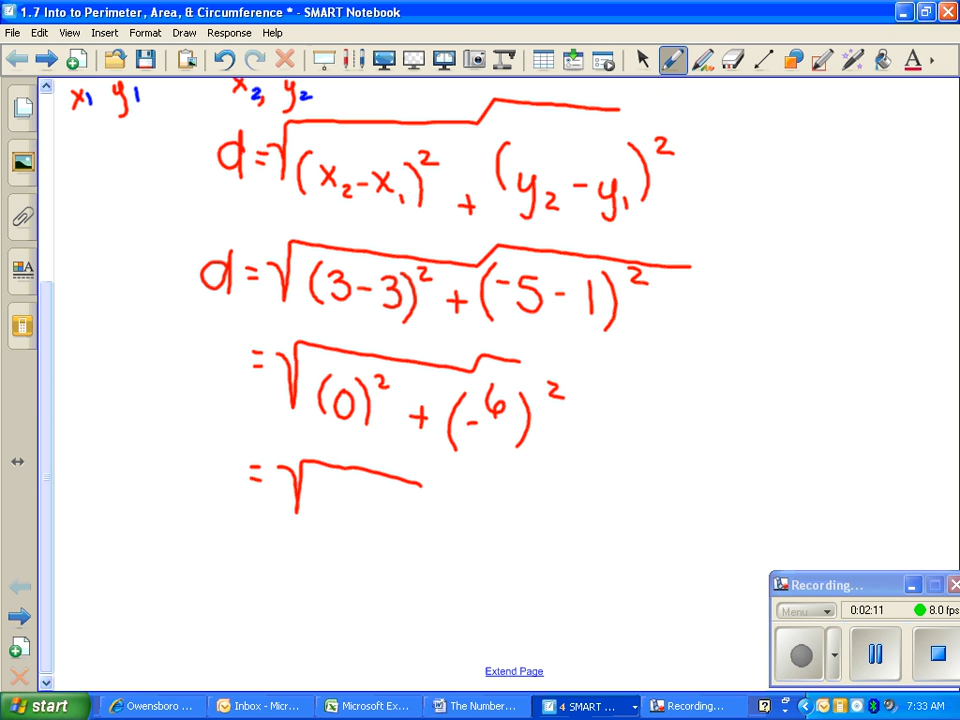 1.7 Into to Perimeter, Area, & Circumference * - SMART Notebook
File Edit View Insert Format Draw Response Help
x1 y1 x2, y2
d=√(x₂-x₁)² + (y₂-y₁)²
d=√(3-3)² + (-5-1)²
=√(0)² + (-6)²
=√
Extend Page
Recording...
Menu 0:02:11 8.0 fps
start Owensboro ... Inbox - Micr... Microsoft Ex... The Number... 4 SMART ... Recording... 7:33 AM